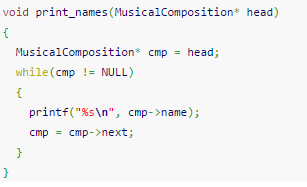 void print_names(MusicalComposition* head)
{
  MusicalComposition* cmp = head;
  while(cmp != NULL)
  {
    printf("%s\n", cmp->name);
    cmp = cmp->next;
  }
}